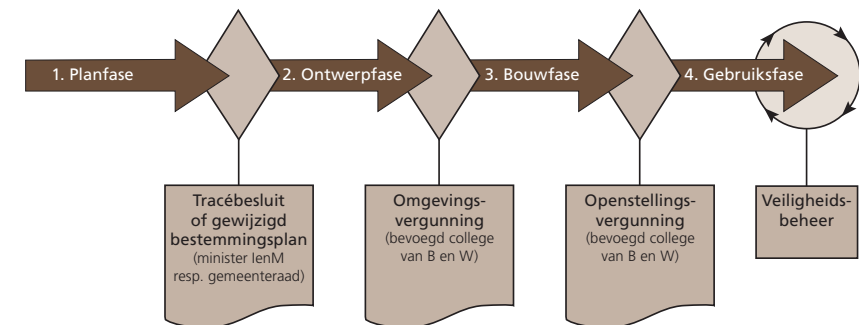 1. Planfase
2. Ontwerpfase
3. Bouwfase
4. Gebruiksfase
Tracébesluit
of gewijzigd
bestemmingsplan
(minister IenM
resp. gemeenteraad)
Omgevings-
vergunning
(bevoegd college
van B en W)
Openstellings-
vergunning
(bevoegd college
van B en W)
Veiligheids-
beheer